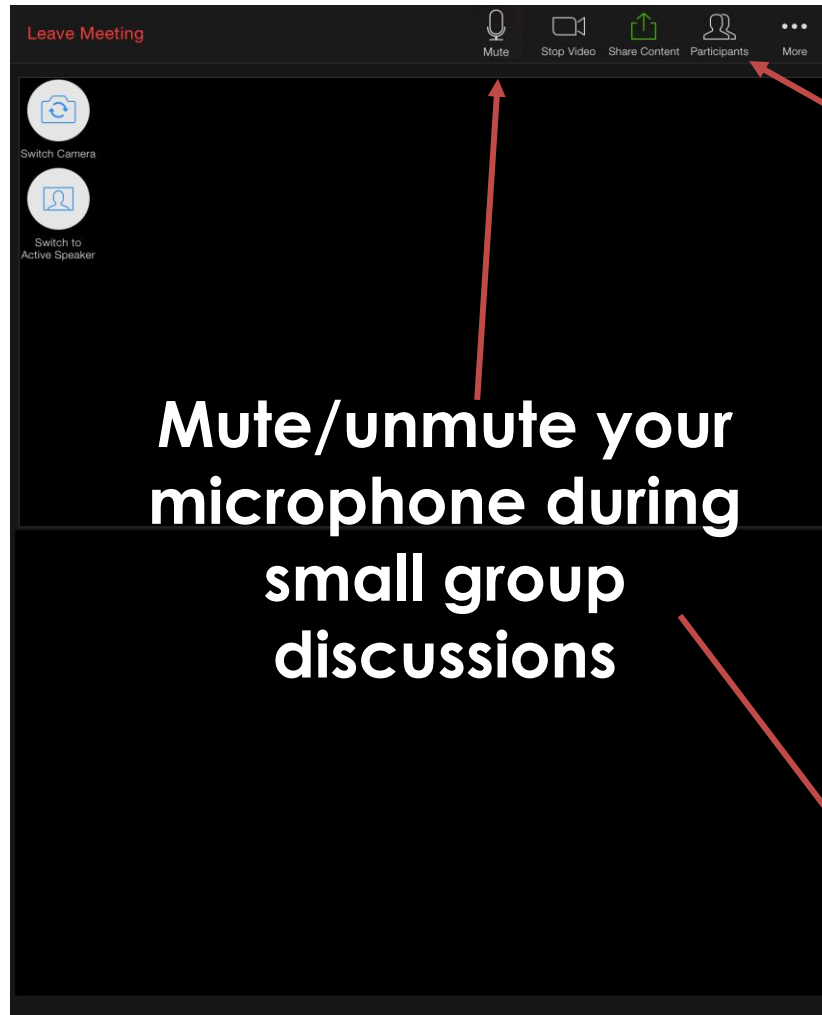 Leave Meeting
Mute Stop Video Share Content Participants More
Switch Camera
Switch to
Active Speaker
Mute/unmute your
microphone during
small group
discussions